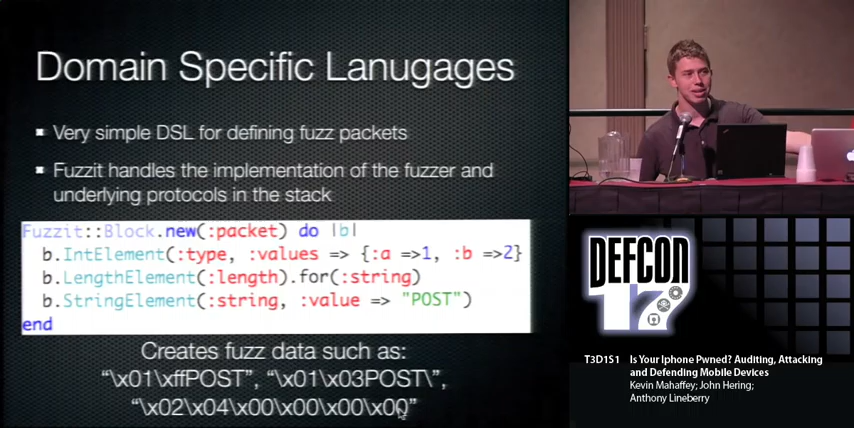 Domain Specific Lanugages
Very simple DSL for defining fuzz packets
Fuzzit handles the implementation of the fuzzer and
underlying protocols in the stack
Fuzzit::Block.new(:packet) do |b|
b.IntElement(:type, :values => {:a =>1, :b =>2}
b.LengthElement(:length).for(:string)
b.StringElement(:string, :value => "POST")
end
Creates fuzz data such as:
“\x01\xffPOST”, “\x01\x03POST\”,
“\x02\x04\x00\x00\x00\x00”
DEFCON
17
T3D1S1 Is Your Iphone Pwned? Auditing, Attacking
and Defending Mobile Devices
Kevin Mahaffey; John Hering;
Anthony Lineberry